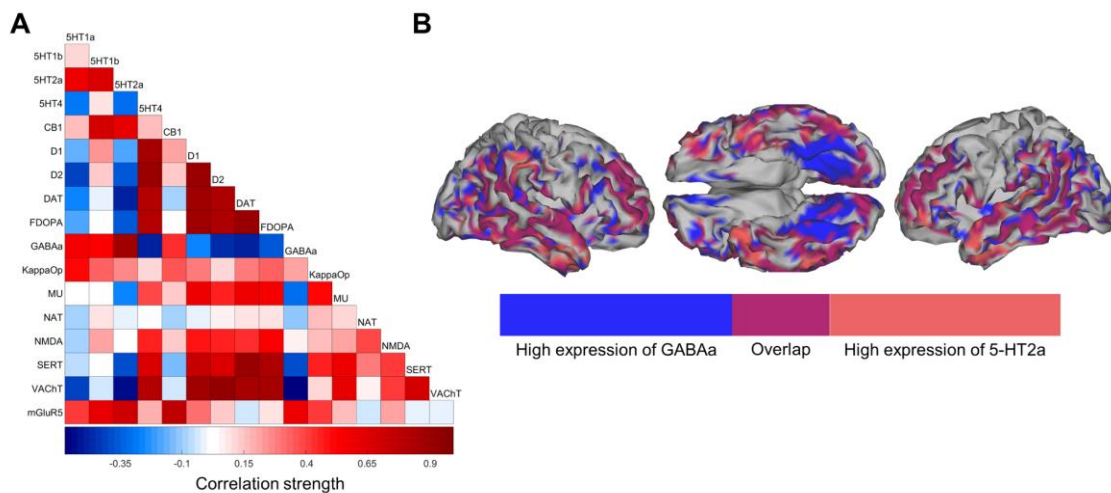 A
B
5HT1a
5HT1b
5HT1b
5HT2a
5HT2a
5HT4
5HT4
CB1
CB1
D1
D1
D2
D2
DAT
DAT
FDOPA
FDOPA
GABAa
GABAa
KappaOp
KappaOp
MU
MU
NAT
NAT
NMDA
NMDA
SERT
SERT
VAChT
VAChT
mGluR5
-0.35 -0.1 0.15 0.4 0.65 0.9
Correlation strength
High expression of GABAa Overlap High expression of 5-HT2a